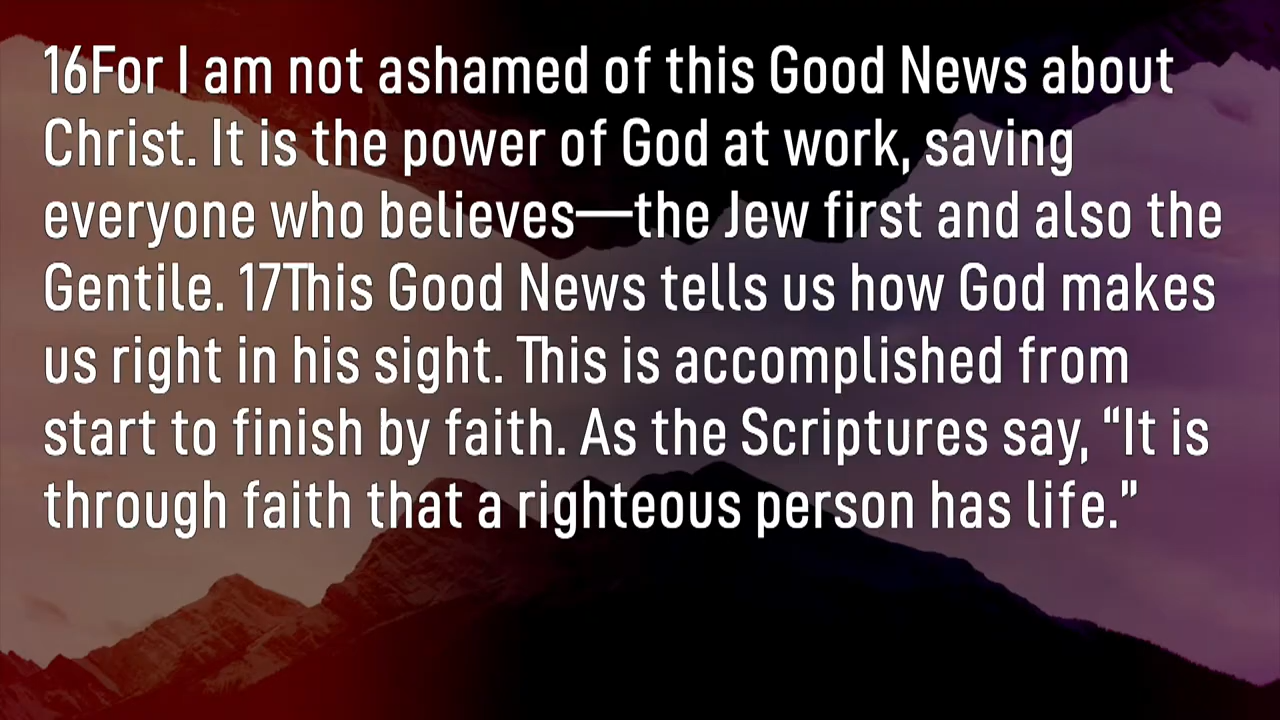 16For I am not ashamed of this Good News about
Christ. It is the power of God at work, saving
everyone who believes—the Jew first and also the
Gentile. 17This Good News tells us how God makes
us right in his sight. This is accomplished from
start to finish by faith. As the Scriptures say, “It is
through faith that a righteous person has life.”